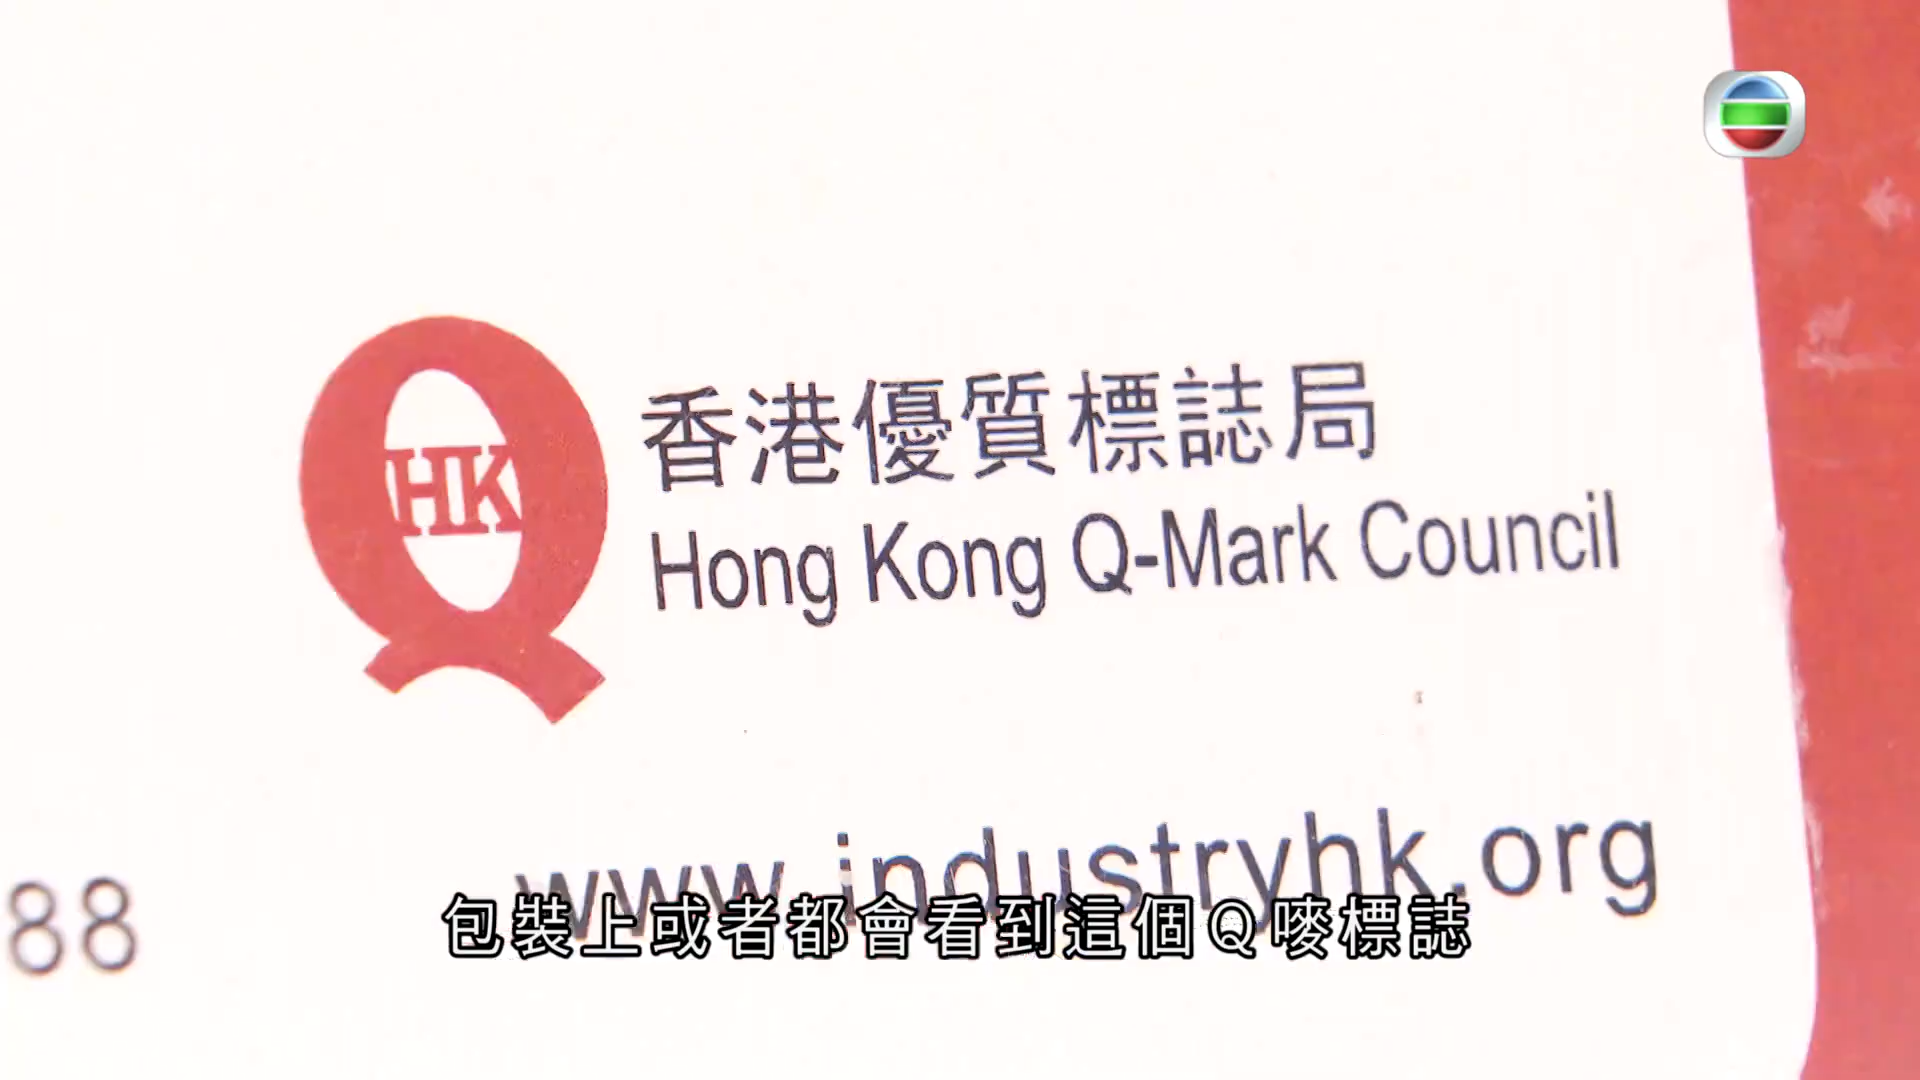 HK
香港優質標誌局
Hong Kong Q-Mark Council
www.industryhk.org
88
包裝上或者都會看到這個Q嘜標誌